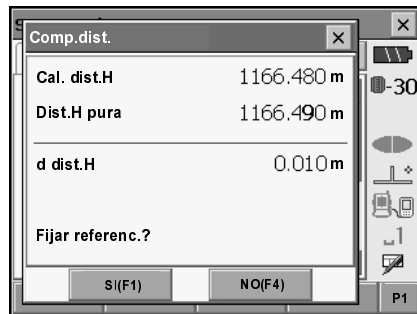 Comp.dist.
Cal. dist.H 1166.480 m
Dist.H pura 1166.490 m
d dist.H 0.010 m
Fijar referenc.?
SI(F1) NO(F4)
-30
1
P1